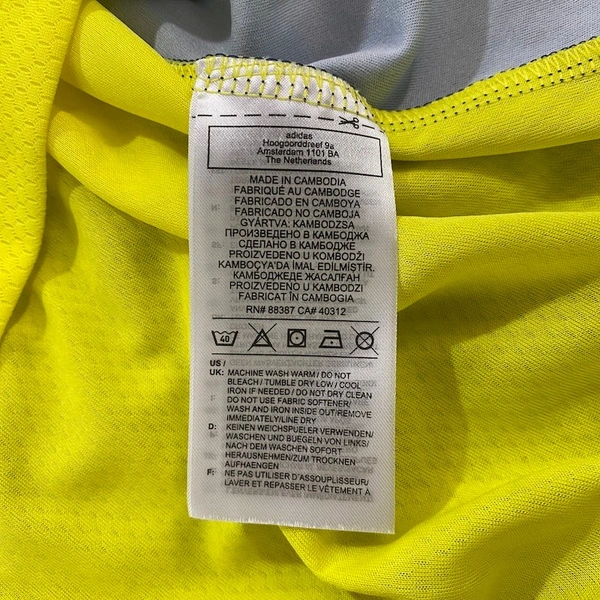 adidas
Hoogoorddreef 9a
Amsterdam 1101 BA
The Netherlands
MADE IN CAMBODIA
FABRIQUÉ AU CAMBODGE
FABRICADO EN CAMBOYA
FABRICADO NO CAMBOJA
GYÁRTVA: KAMBODZSA
ПРОИЗВЕДЕНО В КАМБОДЖА
СДЕЛАНО В КАМБОДЖЕ
PROIZVEDENO U KOMBODŽI
KAMBOÇYA'DA İMAL EDİLMİŞTİR.
КАМБОДЖЕДЕ ЖАСАЛҒАН
PROIZVEDENO U KAMBODZI
FABRICAT ÎN CAMBOGIA
RN# 88387 CA# 40312
40
US /
UK: MACHINE WASH WARM / DO NOT
BLEACH / TUMBLE DRY LOW / COOL
IRON IF NEEDED / DO NOT DRY CLEAN
DO NOT USE FABRIC SOFTENER/
WASH AND IRON INSIDE OUT/REMOVE
IMMEDIATELY/LINE DRY
D: KEINEN WEICHSPUELER VERWENDEN/
WASCHEN UND BUEGELN VON LINKS/
NACH DEM WASCHEN SOFORT
HERAUSNEHMEN/ZUM TROCKNEN
AUFHAENGEN
F: NE PAS UTILISER D'ASSOUPLISSEUR/
LAVER ET REPASSER LE VÊTEMENT À